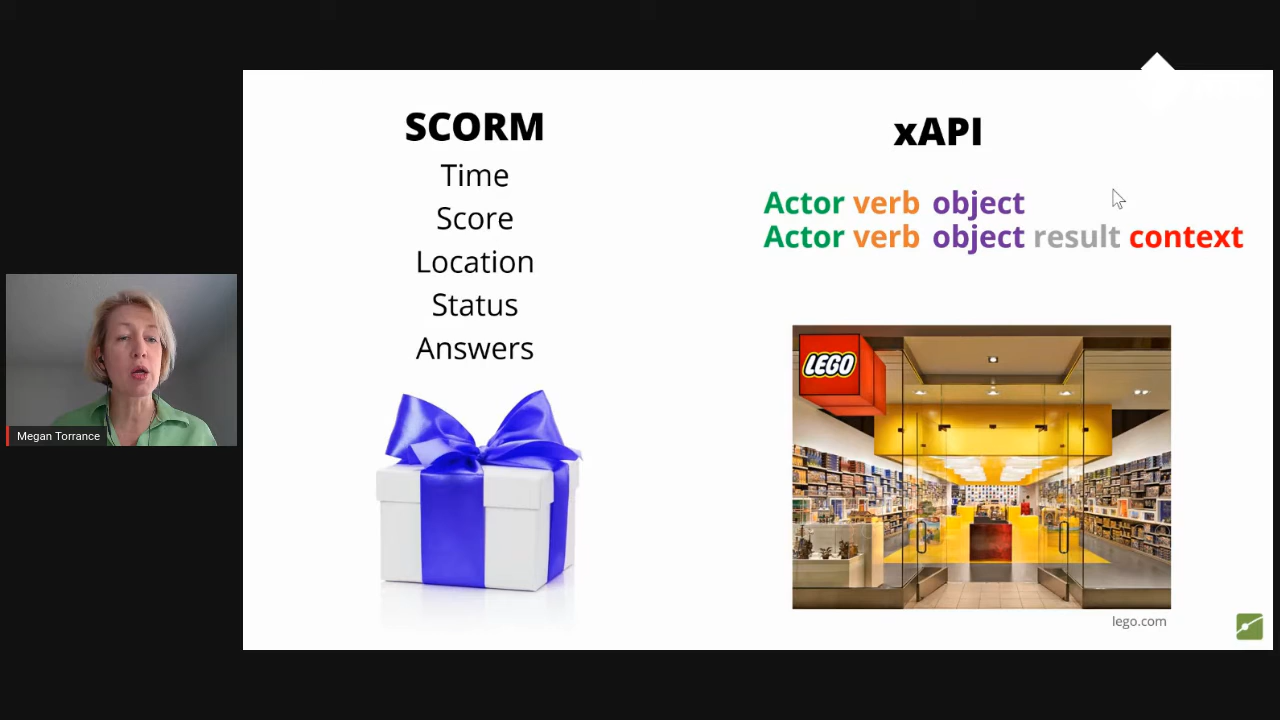 SCORM
Time
Score
Location
Status
Answers
xAPI
Actor verb object
Actor verb object result context
LEGO
lego.com
Megan Torrance